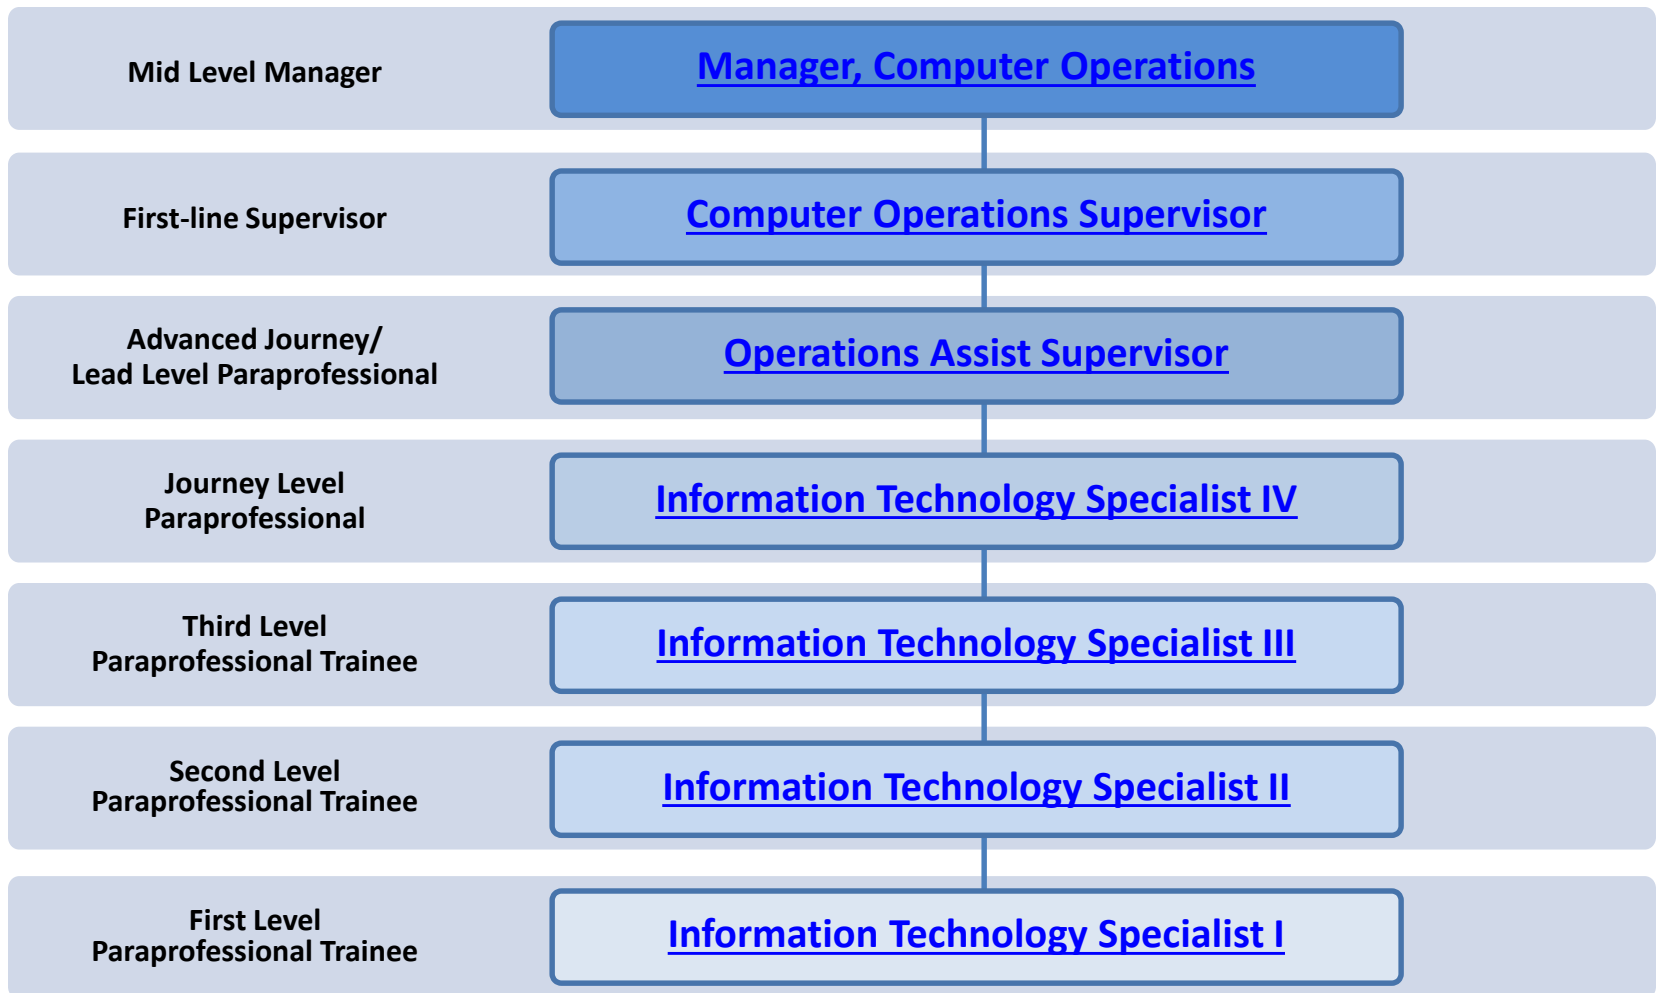 Mid Level Manager
Manager, Computer Operations
First-line Supervisor
Computer Operations Supervisor
Advanced Journey/
Lead Level Paraprofessional
Operations Assist Supervisor
Journey Level
Paraprofessional
Information Technology Specialist IV
Third Level
Paraprofessional Trainee
Information Technology Specialist III
Second Level
Paraprofessional Trainee
Information Technology Specialist II
First Level
Paraprofessional Trainee
Information Technology Specialist I